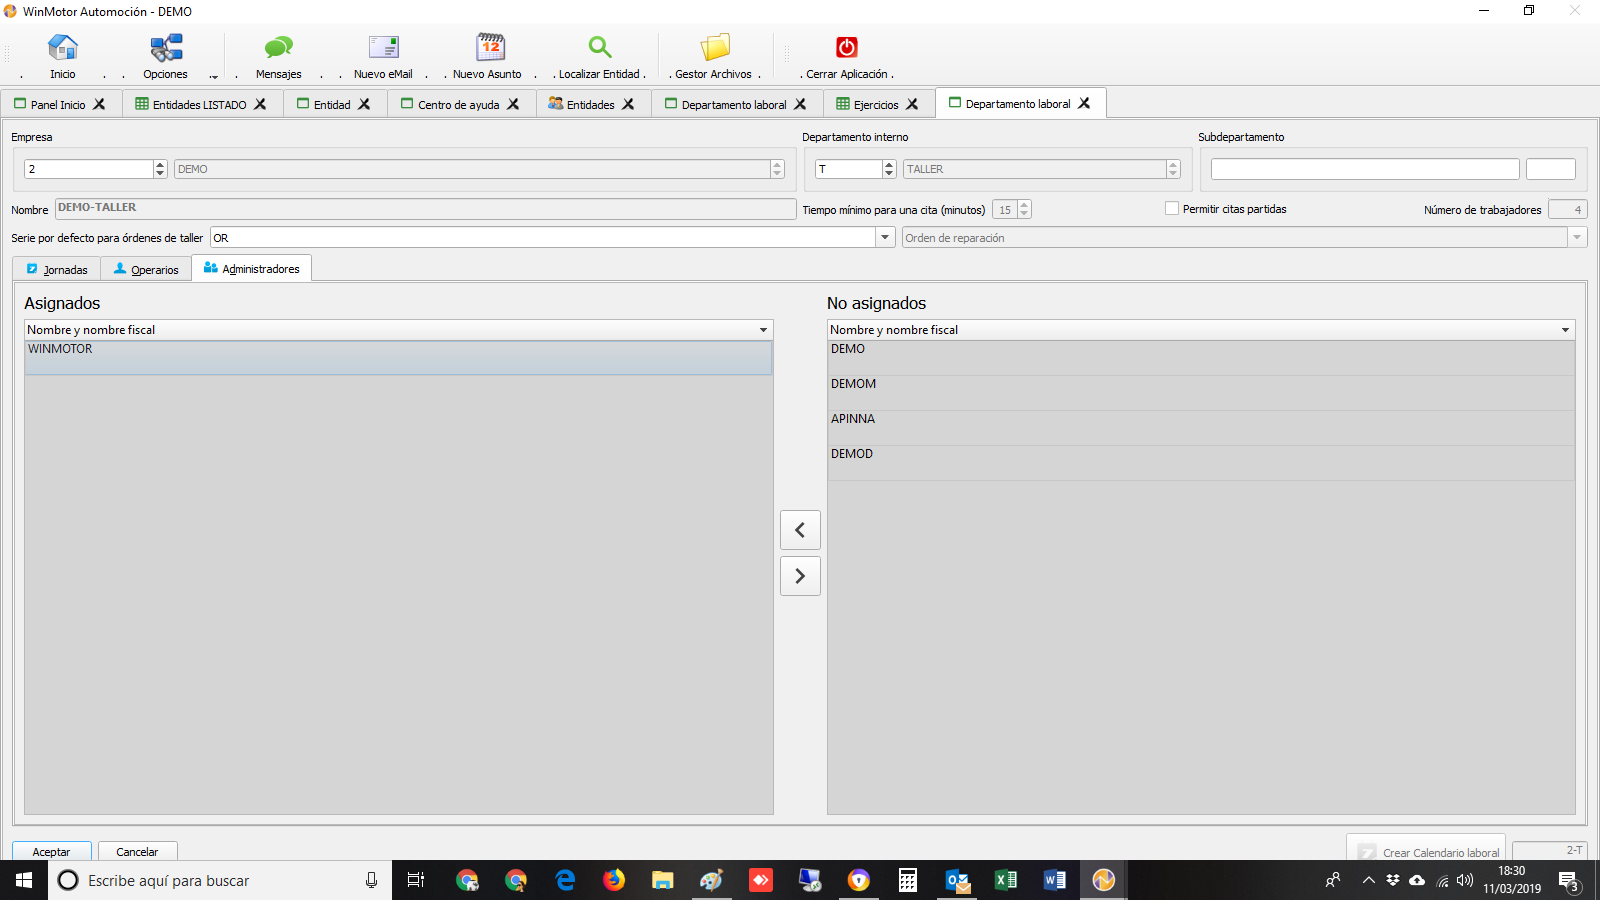 WinMotor Automoción - DEMO
Inicio
Opciones
Mensajes
Nuevo eMail
12
Nuevo Asunto
Localizar Entidad
Gestor Archivos
Cerrar Aplicación
Panel Inicio
Entidades LISTADO
Entidad
Centro de ayuda
Entidades
Departamento laboral
Ejercicios
Departamento laboral
Empresa
Departamento interno
Subdepartamento
2
DEMO
T
TALLER
Nombre
DEMO-TALLER
Tiempo mínimo para una cita (minutos)
15
Permitir citas partidas
Número de trabajadores
4
Serie por defecto para órdenes de taller
OR
Orden de reparación
Jornadas
Operarios
Administradores
Asignados
No asignados
Nombre y nombre fiscal
Nombre y nombre fiscal
WINMOTOR
DEMO
DEMOM
APINNA
DEMOD
Aceptar
Cancelar
Crear Calendario laboral
2-T
Escribe aquí para buscar
18:30
11/03/2019
3